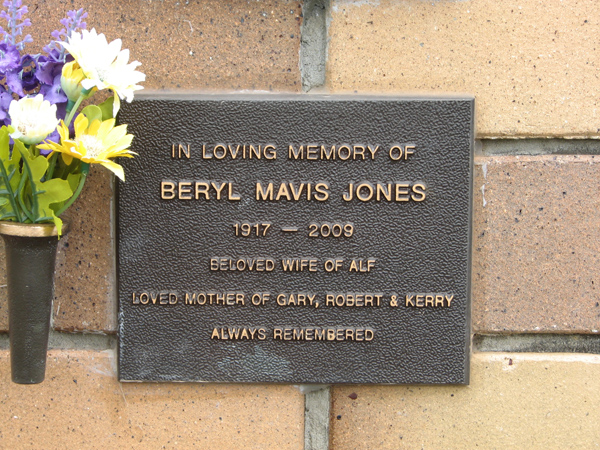 IN LOVING MEMORY OF
BERYL MAVIS JONES
1917 — 2009
BELOVED WIFE OF ALF
LOVED MOTHER OF GARY, ROBERT & KERRY
ALWAYS REMEMBERED